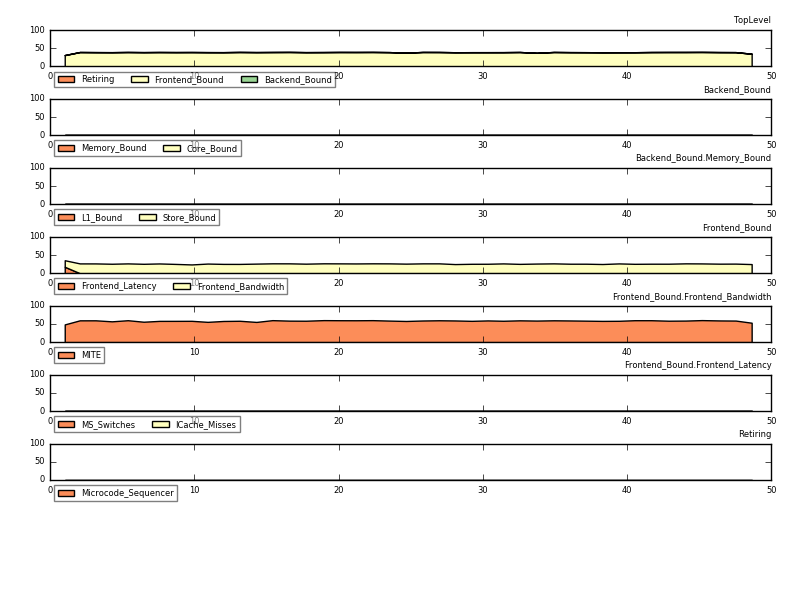 TopLevel
100
50
0
0 10 20 30 40 50
Retiring Frontend_Bound Backend_Bound
Backend_Bound
100
50
0
0 10 20 30 40 50
Memory_Bound Core_Bound
Backend_Bound.Memory_Bound
100
50
0
0 10 20 30 40 50
L1_Bound Store_Bound
Frontend_Bound
100
50
0
0 10 20 30 40 50
Frontend_Latency Frontend_Bandwidth
Frontend_Bound.Frontend_Bandwidth
100
50
0
0 10 20 30 40 50
MITE
Frontend_Bound.Frontend_Latency
100
50
0
0 10 20 30 40 50
MS_Switches ICache_Misses
Retiring
100
50
0
0 10 20 30 40 50
Microcode_Sequencer